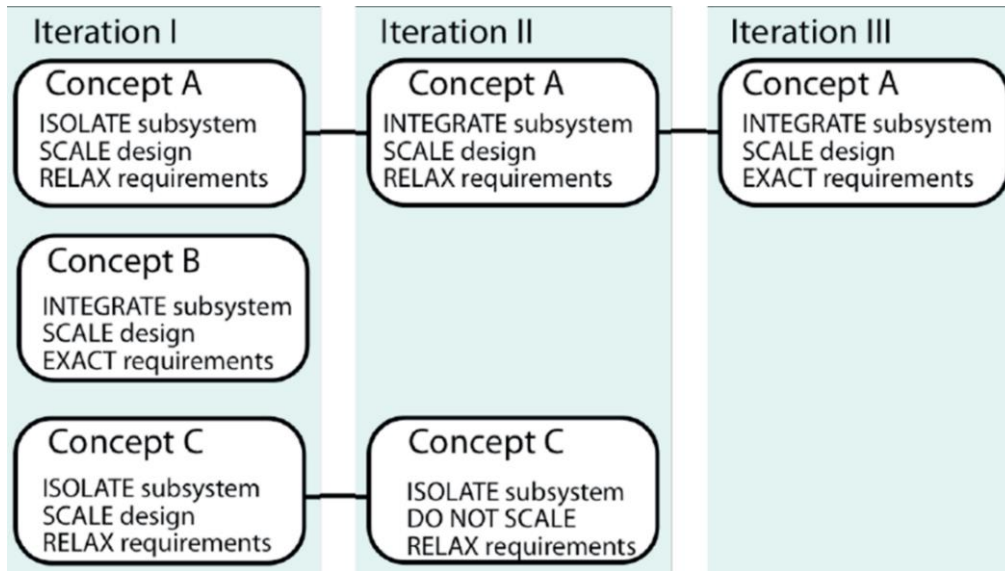 Iteration I
Concept A
ISOLATE subsystem
SCALE design
RELAX requirements
Concept B
INTEGRATE subsystem
SCALE design
EXACT requirements
Concept C
ISOLATE subsystem
SCALE design
RELAX requirements
Iteration II
Concept A
INTEGRATE subsystem
SCALE design
RELAX requirements
Concept C
ISOLATE subsystem
DO NOT SCALE
RELAX requirements
Iteration III
Concept A
INTEGRATE subsystem
SCALE design
EXACT requirements